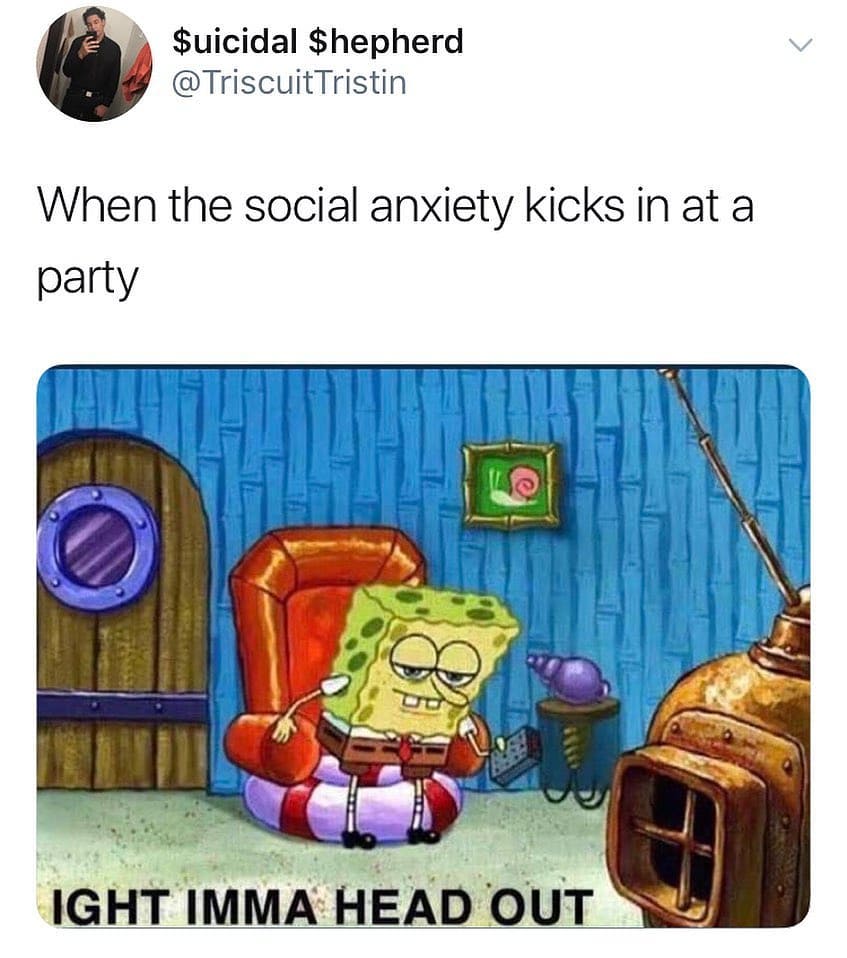 $uicidal $hepherd
@TriscuitTristin
When the social anxiety kicks in at a
party
IGHT IMMA HEAD OUT